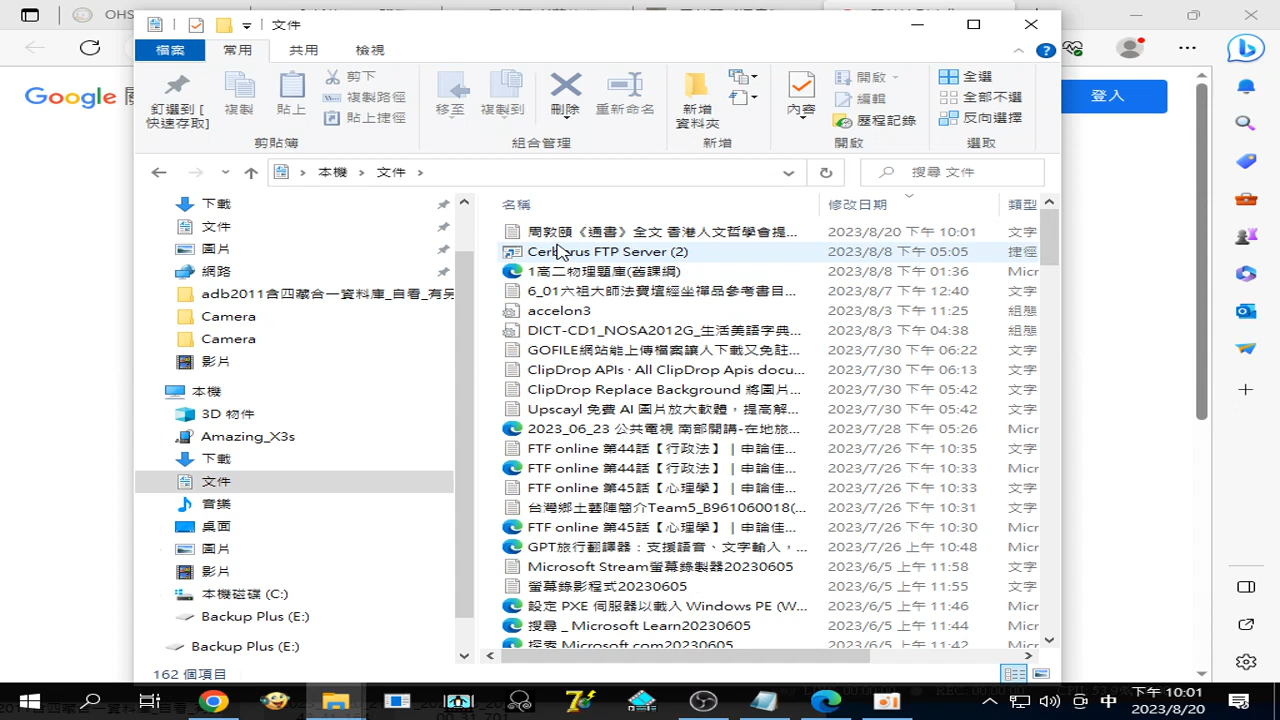 OHS
文件
檔案
常用
共用
檢視
釘選到 [
快速存取]
複製
貼上
剪下
複製路徑
貼上捷徑
剪貼簿
移至
複製到
刪除
重新命名
組合管理
新增
資料夾
新增
內容
開啟
編輯
歷程記錄
開啟
全選
全部不選
反向選擇
選取
Google
登入
本機
文件
搜尋 文件
下載
文件
圖片
網路
adb2011含四藏合一資料庫_自看_有另
Camera
Camera
影片
本機
3D 物件
Amazing_X3s
下載
文件
音樂
桌面
圖片
影片
本機磁碟 (C:)
Backup Plus (E:)
Backup Plus (E:)
名稱 修改日期 類型
周敦頤《通書》全文 香港人文哲學會提... 2023/8/20 下午 10:01 文字
Cerberus FTP Server (2) 2023/8/8 下午 05:05 捷徑
1高二物理題庫(舊課綱) 2023/8/8 下午 01:36 Micr
6_01六祖大師法寶壇經坐禪品參考書目... 2023/8/7 下午 12:40 文字
accelon3 2023/8/3 下午 11:25 組態
DICT-CD1_NOSA2012G_生活美語字典... 2023/8/3 下午 04:38 組態
GOFILE網站能上傳檔案讓人下載又免註... 2023/7/30 下午 06:22 文字
ClipDrop APIs · All ClipDrop Apis docu... 2023/7/30 下午 06:13 文字
ClipDrop Replace Background 將圖片... 2023/7/30 下午 05:42 文字
Upscayl 免費 AI 圖片放大軟體，提高解... 2023/7/30 下午 05:42 文字
2023_06_23 公共電視 南部開講-在地旅... 2023/7/28 下午 05:26 Micr
FTF online 第44話【行政法】｜申論佳... 2023/7/26 下午 10:35 文字
FTF online 第44話【行政法】｜申論佳... 2023/7/26 下午 10:33 Micr
FTF online 第45話【心理學】｜申論佳... 2023/7/26 下午 10:33 文字
台灣鄉土藝陣簡介Team5_B961060018(... 2023/7/26 下午 10:31 文字
FTF online 第45話【心理學】｜申論佳... 2023/7/26 下午 10:30 Micr
GPT旅行翻譯器：支援語音、文字輸入，... 2023/7/26 上午 10:48 Micr
Microsoft Stream螢幕錄製器20230605 2023/6/5 上午 11:58 文字
螢幕錄影程式20230605 2023/6/5 上午 11:55 文字
設定 PXE 伺服器以載入 Windows PE (W... 2023/6/5 上午 11:46 Micr
搜尋 _ Microsoft Learn20230605 2023/6/5 上午 11:46 Micr
探索 Microsoft.com20230605 2023/6/5 上午 11:42 Micr
162 個項目
中
下午 10:01
2023/8/20